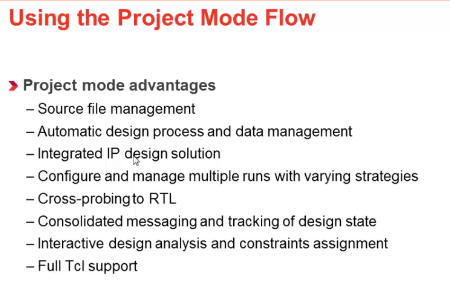 Using the Project Mode Flow
Project mode advantages
– Source file management
– Automatic design process and data management
– Integrated IP design solution
– Configure and manage multiple runs with varying strategies
– Cross-probing to RTL
– Consolidated messaging and tracking of design state
– Interactive design analysis and constraints assignment
– Full Tcl support